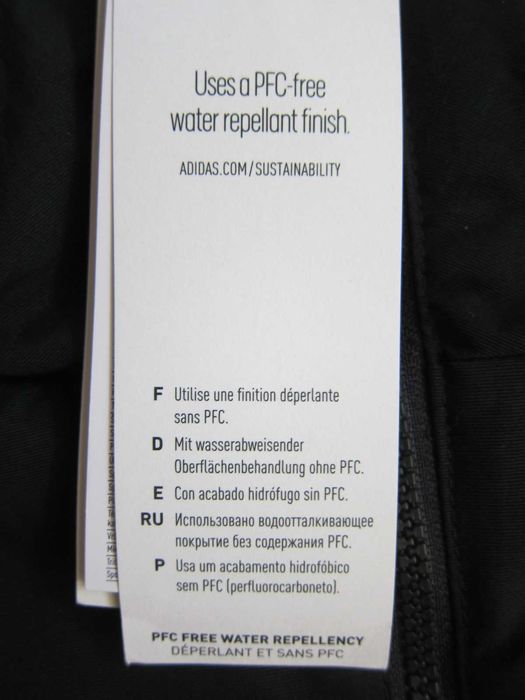 Uses a PFC-free
water repellant finish.
ADIDAS.COM/SUSTAINABILITY
F Utilise une finition déperlante
sans PFC.
D Mit wasserabweisender
Oberflächenbehandlung ohne PFC.
E Con acabado hidrófugo sin PFC.
RU Использовано водоотталкивающее
покрытие без содержания PFC.
P Usa um acabamento hidrofóbico
sem PFC (perfluorocarboneto).
PFC FREE WATER REPELLENCY
DÉPERLANT ET SANS PFC